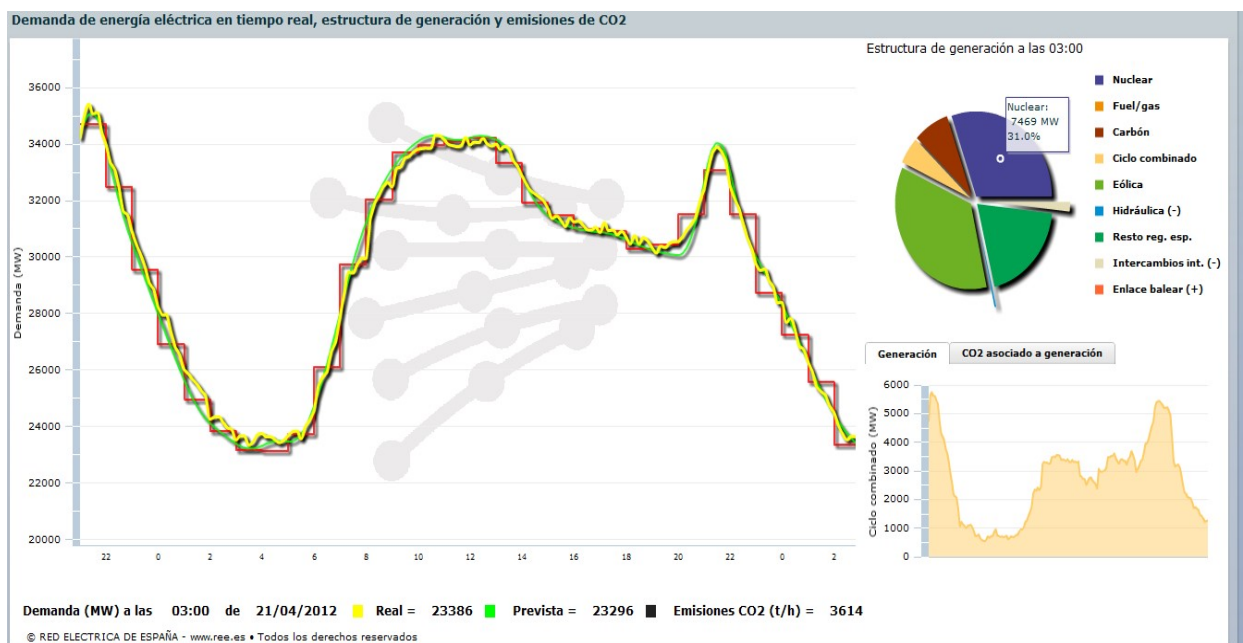 Demanda de energía eléctrica en tiempo real, estructura de generación y emisiones de CO2
Demanda (MW)
36000
34000
32000
30000
28000
26000
24000
22000
20000
22 0 2 4 6 8 10 12 14 16 18 20 22 0 2
Estructura de generación a las 03:00
Nuclear:
7469 MW
31.0%
Nuclear
Fuel/gas
Carbón
Ciclo combinado
Eólica
Hidráulica (-)
Resto reg. esp.
Intercambios int. (-)
Enlace balear (+)
Generación CO2 asociado a generación
Ciclo combinado (MW)
6000
5000
4000
3000
2000
1000
0
Demanda (MW) a las 03:00 de 21/04/2012 Real = 23386 Prevista = 23296 Emisiones CO2 (t/h) = 3614
© RED ELECTRICA DE ESPAÑA - www.ree.es • Todos los derechos reservados